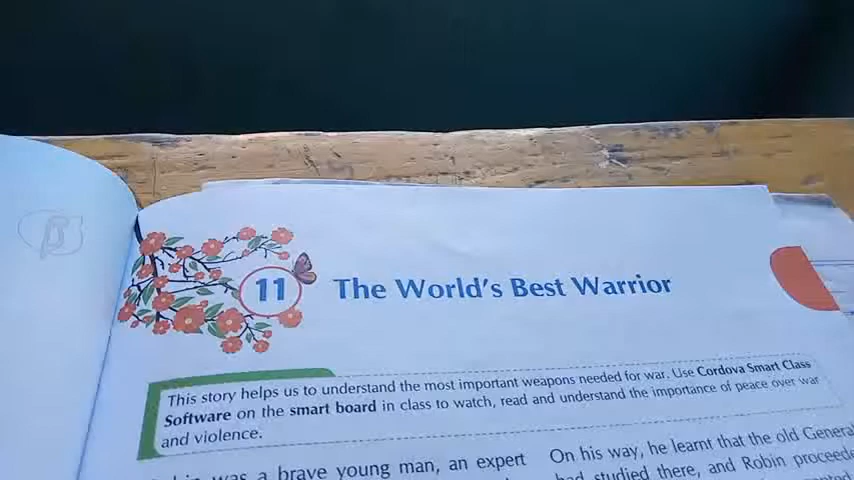 11
The World's Best Warrior
This story helps us to understand the most important weapons needed for war. Use Cordova Smart Class
Software on the smart board in class to watch, read and understand the importance of peace over war
and violence.
was a brave young man, an expert
On his way, he learnt that the old General
had studied there, and Robin